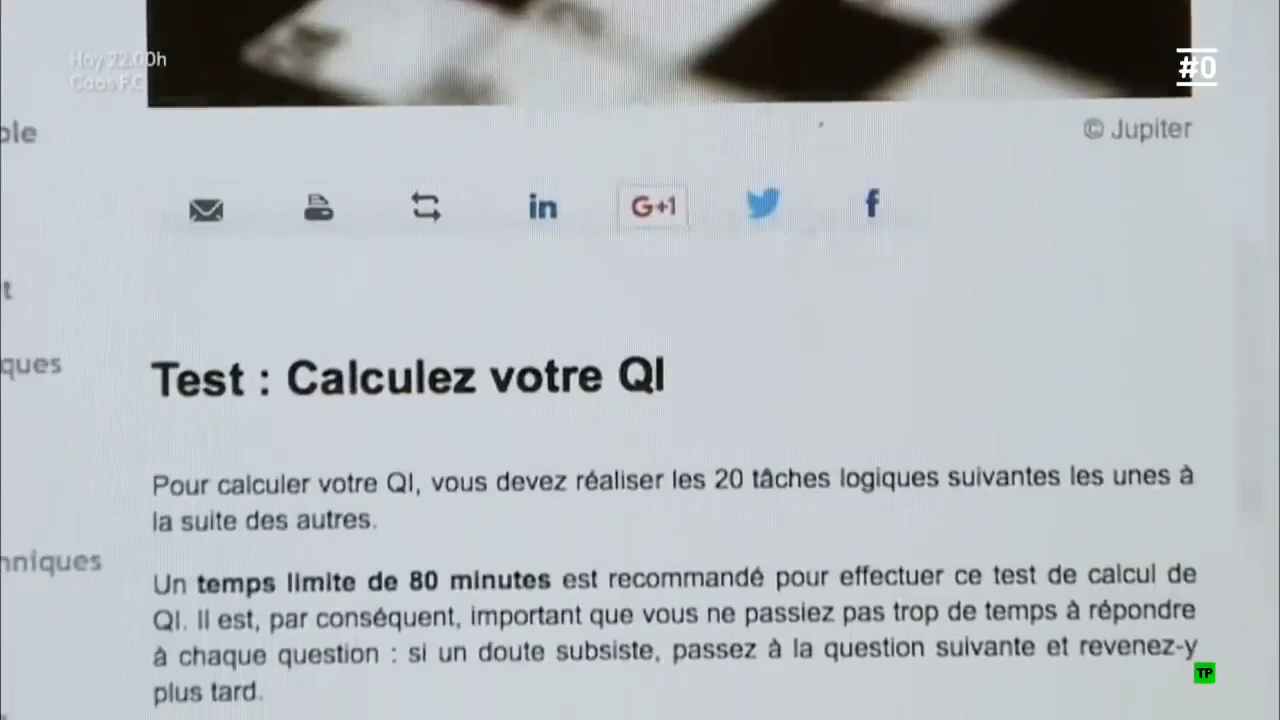 Hoy 22.00h
Caos F.C
#0
© Jupiter
in
G+1
f
ques
Test : Calculez votre QI
Pour calculer votre QI, vous devez réaliser les 20 tâches logiques suivantes les unes à
la suite des autres.
Un temps limite de 80 minutes est recommandé pour effectuer ce test de calcul de
QI. Il est, par conséquent, important que vous ne passiez pas trop de temps à répondre
à chaque question : si un doute subsiste, passez à la question suivante et revenez-y
plus tard.
TP